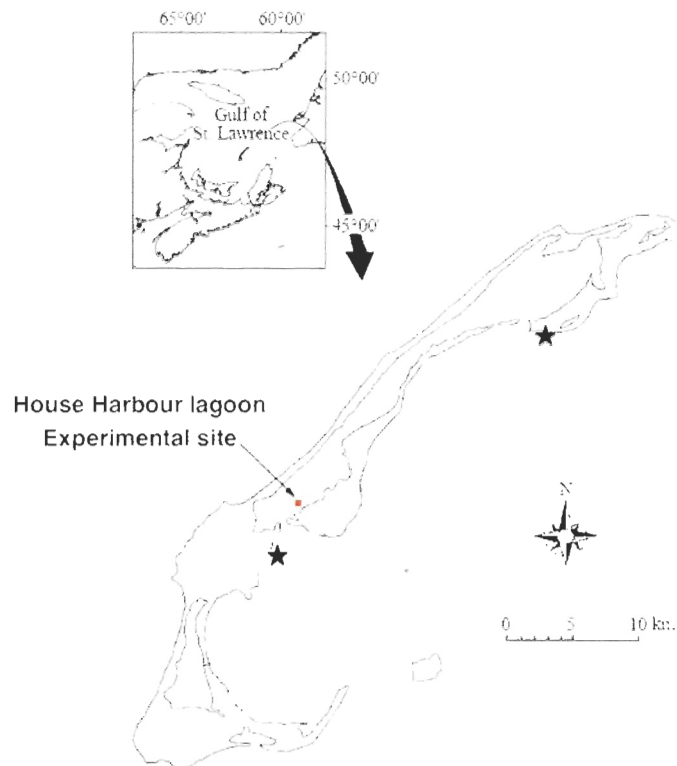 65°00' 60°00'
50°00'
Gulf of
St. Lawrence
45°00'
House Harbour lagoon
Experimental site
N
0 5 10 km.